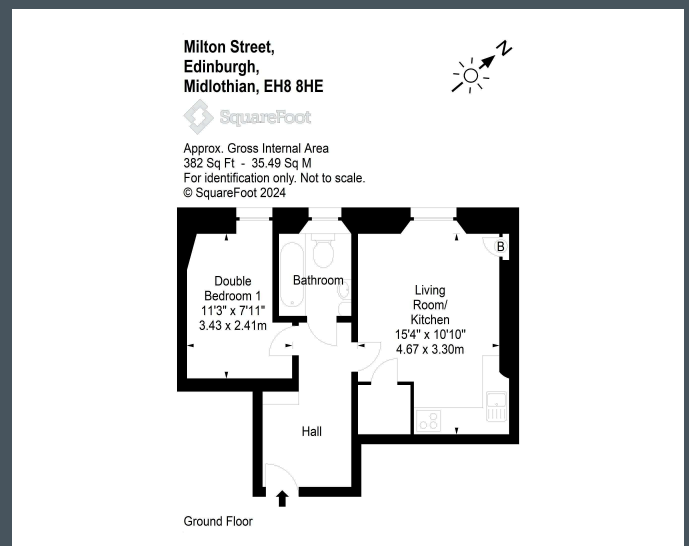 Milton Street,
Edinburgh,
Midlothian, EH8 8HE
N
SquareFoot
Approx. Gross Internal Area
382 Sq Ft - 35.49 Sq M
For identification only. Not to scale.
© SquareFoot 2024
B
Double
Bedroom 1
11'3" x 7'11"
3.43 x 2.41m
Bathroom
Living
Room/
Kitchen
15'4" x 10'10"
4.67 x 3.30m
Hall
Ground Floor